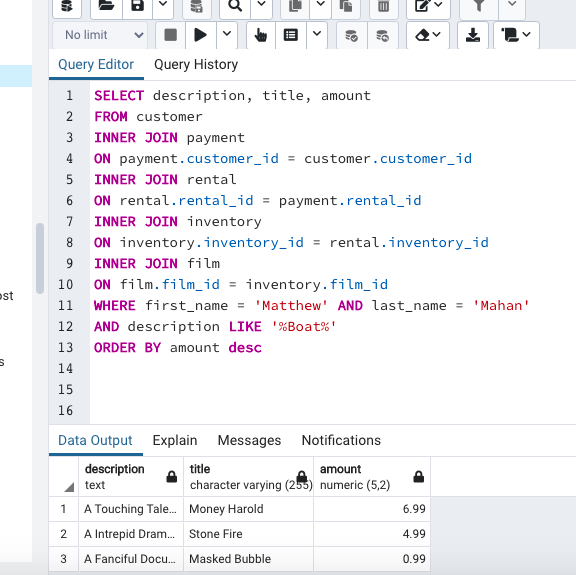 No limit
Query Editor Query History
1 SELECT description, title, amount
2 FROM customer
3 INNER JOIN payment
4 ON payment.customer_id = customer.customer_id
5 INNER JOIN rental
6 ON rental.rental_id = payment.rental_id
7 INNER JOIN inventory
8 ON inventory.inventory_id = rental.inventory_id
9 INNER JOIN film
10 ON film.film_id = inventory.film_id
11 WHERE first_name = 'Matthew' AND last_name = 'Mahan'
12 AND description LIKE '%Boat%'
13 ORDER BY amount desc
14
15
16
ost
s
Data Output Explain Messages Notifications
description title amount
text character varying (255) numeric (5,2)
1 A Touching Tale... Money Harold 6.99
2 A Intrepid Dram... Stone Fire 4.99
3 A Fanciful Docu... Masked Bubble 0.99